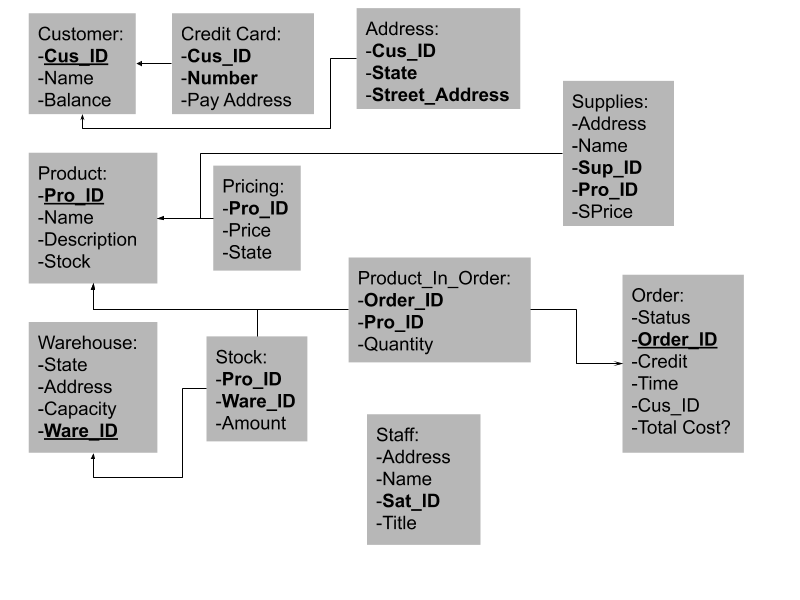 Customer:
-Cus_ID
-Name
-Balance
Credit Card:
-Cus_ID
-Number
-Pay Address
Address:
-Cus_ID
-State
-Street_Address
Supplies:
-Address
-Name
-Sup_ID
-Pro_ID
-SPrice
Product:
-Pro_ID
-Name
-Description
-Stock
Pricing:
-Pro_ID
-Price
-State
Product_In_Order:
-Order_ID
-Pro_ID
-Quantity
Order:
-Status
-Order_ID
-Credit
-Time
-Cus_ID
-Total Cost?
Warehouse:
-State
-Address
-Capacity
-Ware_ID
Stock:
-Pro_ID
-Ware_ID
-Amount
Staff:
-Address
-Name
-Sat_ID
-Title